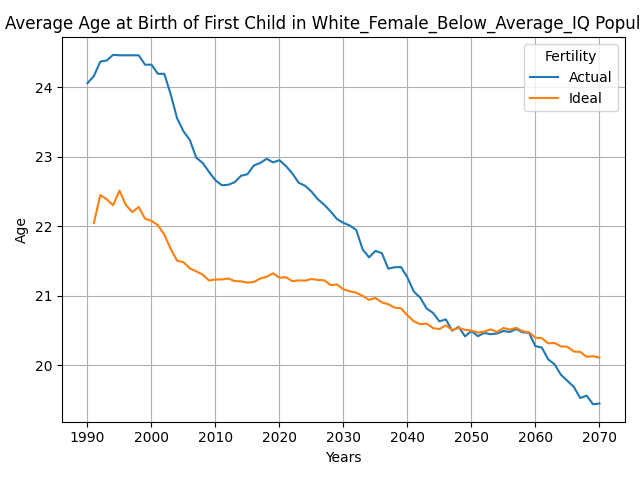 Average Age at Birth of First Child in White_Female_Below_Average_IQ Popul
Fertility
Actual
Ideal
Age
24
23
22
21
20
1990 2000 2010 2020 2030 2040 2050 2060 2070
Years